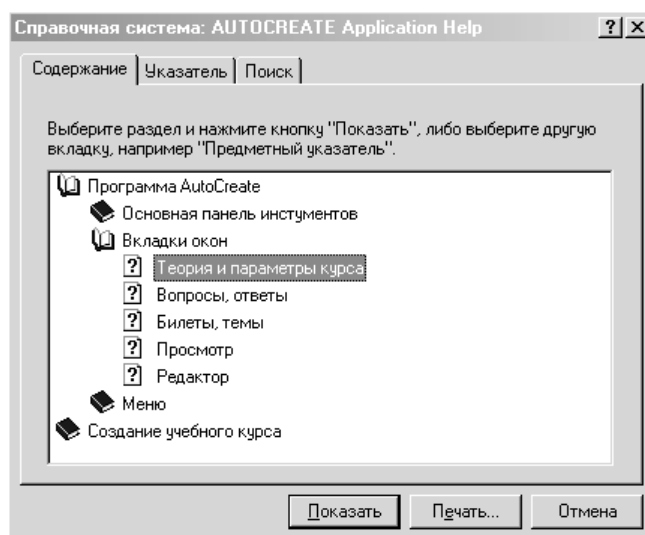 Справочная система: AUTOCREATE Application Help
Содержание Указатель Поиск
Выберите раздел и нажмите кнопку "Показать", либо выберите другую
вкладку, например "Предметный указатель".
Программа AutoCreate
Основная панель инстументов
Вкладки окон
Теория и параметры курса
Вопросы, ответы
Билеты, темы
Просмотр
Редактор
Меню
Создание учебного курса
Показать Печать... Отмена